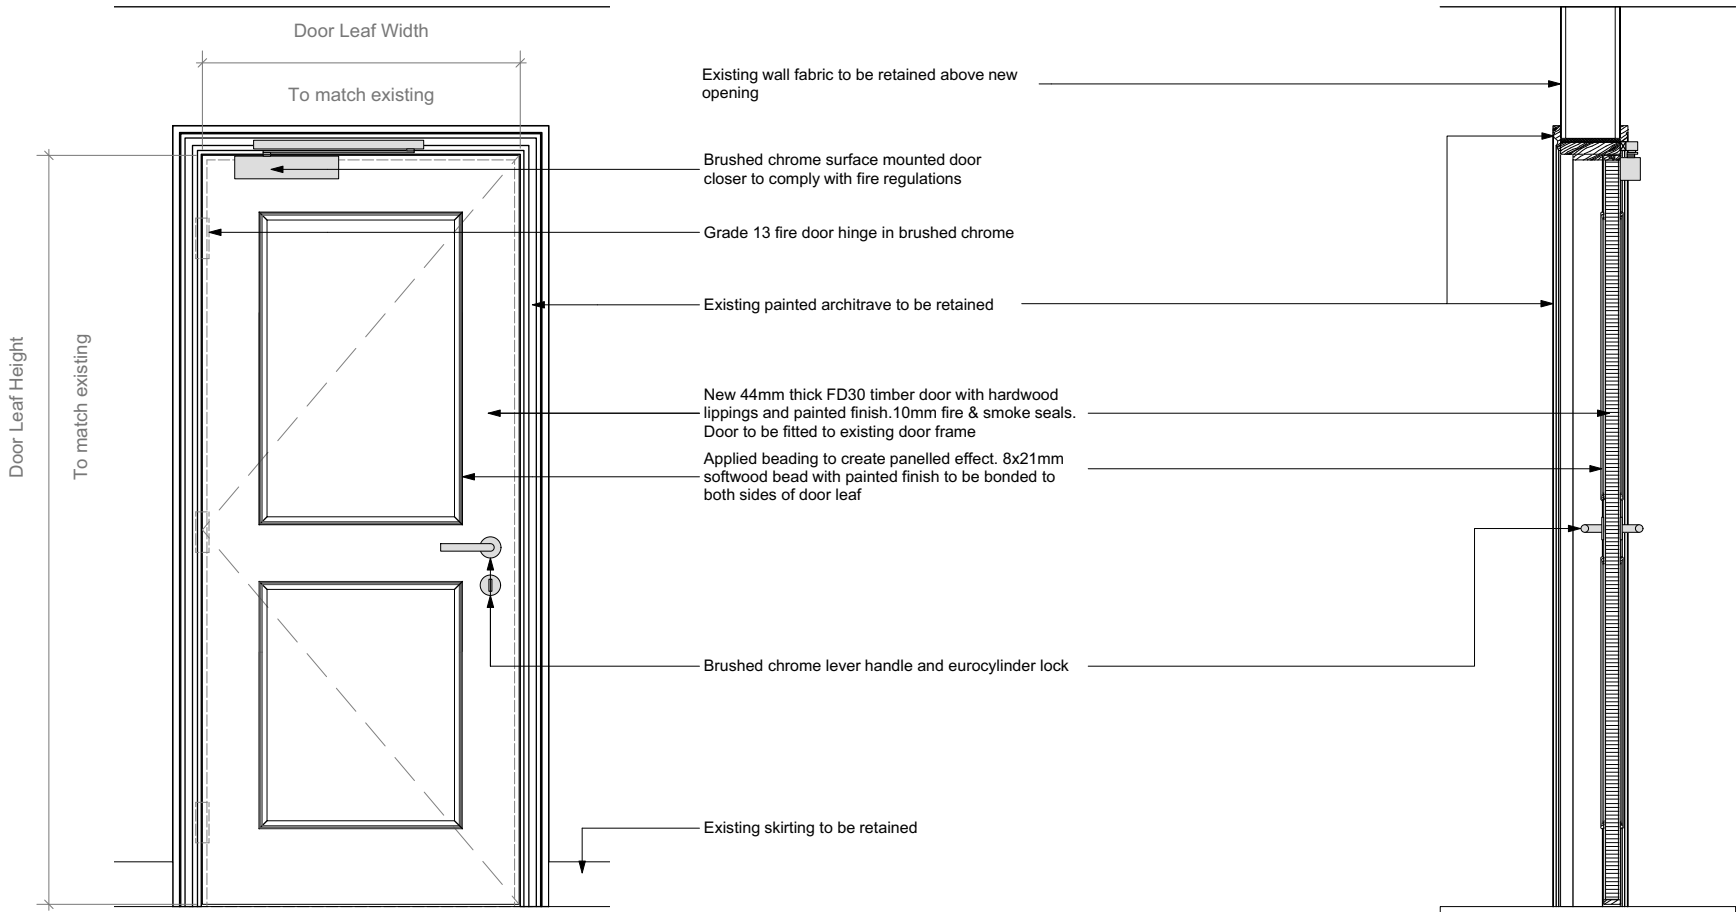 Door Leaf Width
To match existing
Existing wall fabric to be retained above new
opening
Brushed chrome surface mounted door
closer to comply with fire regulations
Grade 13 fire door hinge in brushed chrome
Existing painted architrave to be retained
Door Leaf Height
To match existing
New 44mm thick FD30 timber door with hardwood
lippings and painted finish.10mm fire & smoke seals.
Door to be fitted to existing door frame
Applied beading to create panelled effect. 8x21mm
softwood bead with painted finish to be bonded to
both sides of door leaf
Brushed chrome lever handle and eurocylinder lock
Existing skirting to be retained